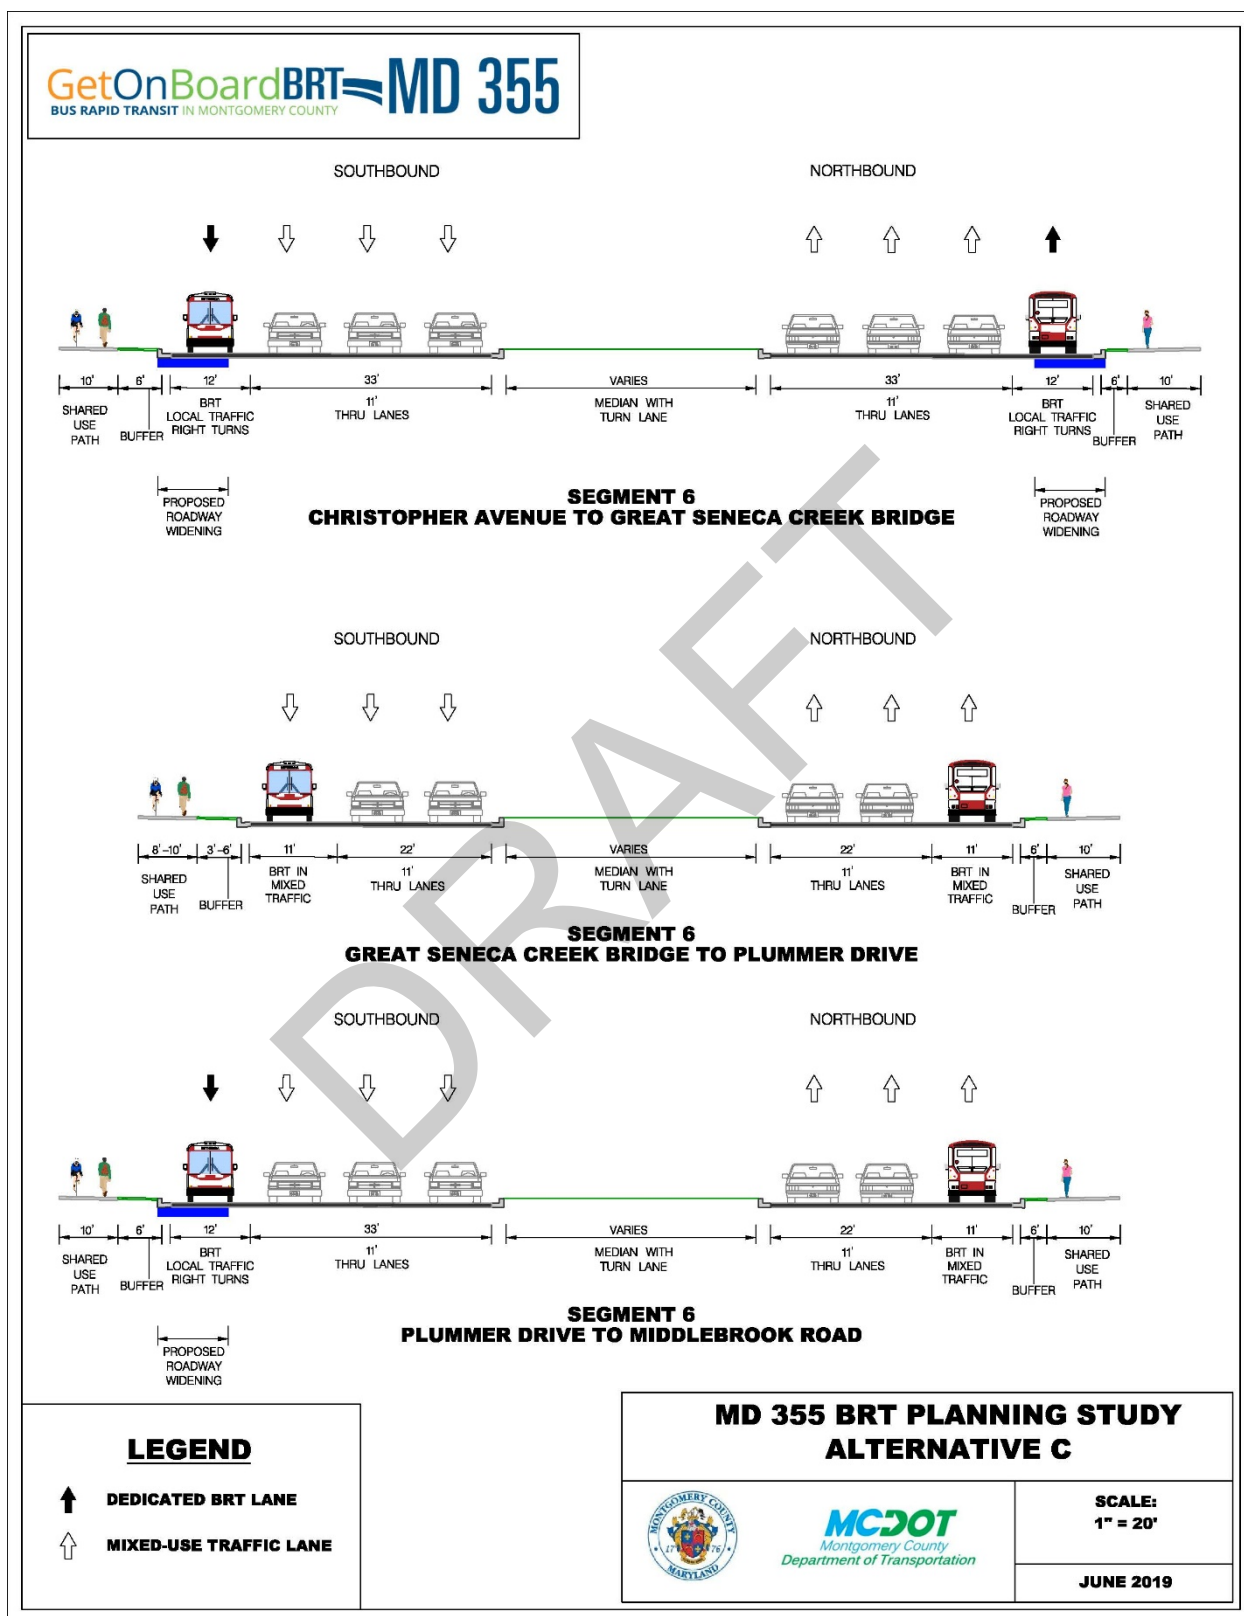 GetOnBoardBRT MD 355
BUS RAPID TRANSIT IN MONTGOMERY COUNTY
SOUTHBOUND NORTHBOUND
10' 6' 12' 33' VARIES 33' 12' 6' 10'
SHARED USE PATH
BUFFER
BRT LOCAL TRAFFIC RIGHT TURNS
11' THRU LANES
MEDIAN WITH TURN LANE
11' THRU LANES
BRT LOCAL TRAFFIC RIGHT TURNS
BUFFER
SHARED USE PATH
PROPOSED ROADWAY WIDENING
PROPOSED ROADWAY WIDENING
SEGMENT 6
CHRISTOPHER AVENUE TO GREAT SENECA CREEK BRIDGE
SOUTHBOUND NORTHBOUND
8'-10' 3'-6' 11' 22' VARIES 22' 11' 6' 10'
SHARED USE PATH
BUFFER
BRT IN MIXED TRAFFIC
11' THRU LANES
MEDIAN WITH TURN LANE
11' THRU LANES
BRT IN MIXED TRAFFIC
BUFFER
SHARED USE PATH
SEGMENT 6
GREAT SENECA CREEK BRIDGE TO PLUMMER DRIVE
SOUTHBOUND NORTHBOUND
10' 6' 12' 33' VARIES 22' 11' 6' 10'
SHARED USE PATH
BUFFER
BRT LOCAL TRAFFIC RIGHT TURNS
11' THRU LANES
MEDIAN WITH TURN LANE
11' THRU LANES
BRT IN MIXED TRAFFIC
BUFFER
SHARED USE PATH
PROPOSED ROADWAY WIDENING
SEGMENT 6
PLUMMER DRIVE TO MIDDLEBROOK ROAD
DRAFT
LEGEND
DEDICATED BRT LANE
MIXED-USE TRAFFIC LANE
MD 355 BRT PLANNING STUDY
ALTERNATIVE C
MONTGOMERY COUNTY
17 76
MARYLAND
MCDOT
Montgomery County
Department of Transportation
SCALE:
1" = 20'
JUNE 2019